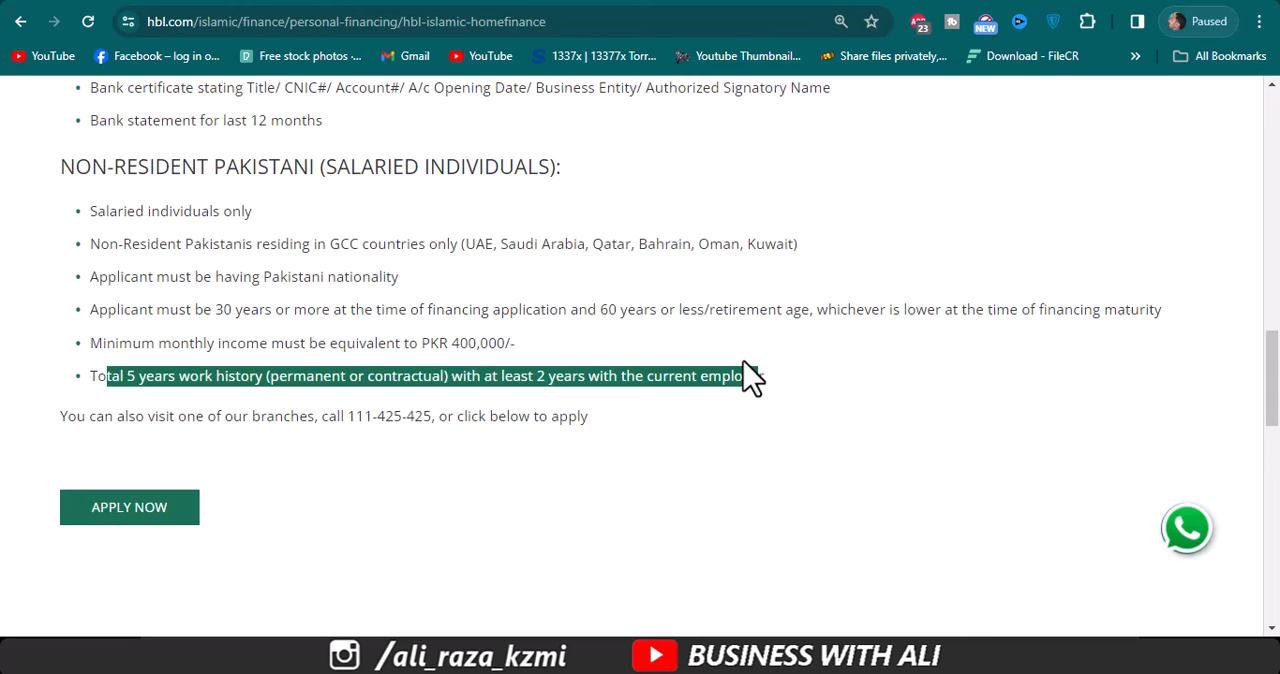 hbl.com/islamic/finance/personal-financing/hbl-islamic-homefinance
23
tb
NEW
Paused
YouTube
Facebook – log in o...
Free stock photos ·...
Gmail
YouTube
1337x | 13377x Torr...
Youtube Thumbnail...
Share files privately,...
Download - FileCR
»
All Bookmarks
• Bank certificate stating Title/ CNIC#/ Account#/ A/c Opening Date/ Business Entity/ Authorized Signatory Name
• Bank statement for last 12 months
NON-RESIDENT PAKISTANI (SALARIED INDIVIDUALS):
• Salaried individuals only
• Non-Resident Pakistanis residing in GCC countries only (UAE, Saudi Arabia, Qatar, Bahrain, Oman, Kuwait)
• Applicant must be having Pakistani nationality
• Applicant must be 30 years or more at the time of financing application and 60 years or less/retirement age, whichever is lower at the time of financing maturity
• Minimum monthly income must be equivalent to PKR 400,000/-
• Total 5 years work history (permanent or contractual) with at least 2 years with the current
You can also visit one of our branches, call 111-425-425, or click below to apply
APPLY NOW
/ali_raza_kzmi
BUSINESS WITH ALI